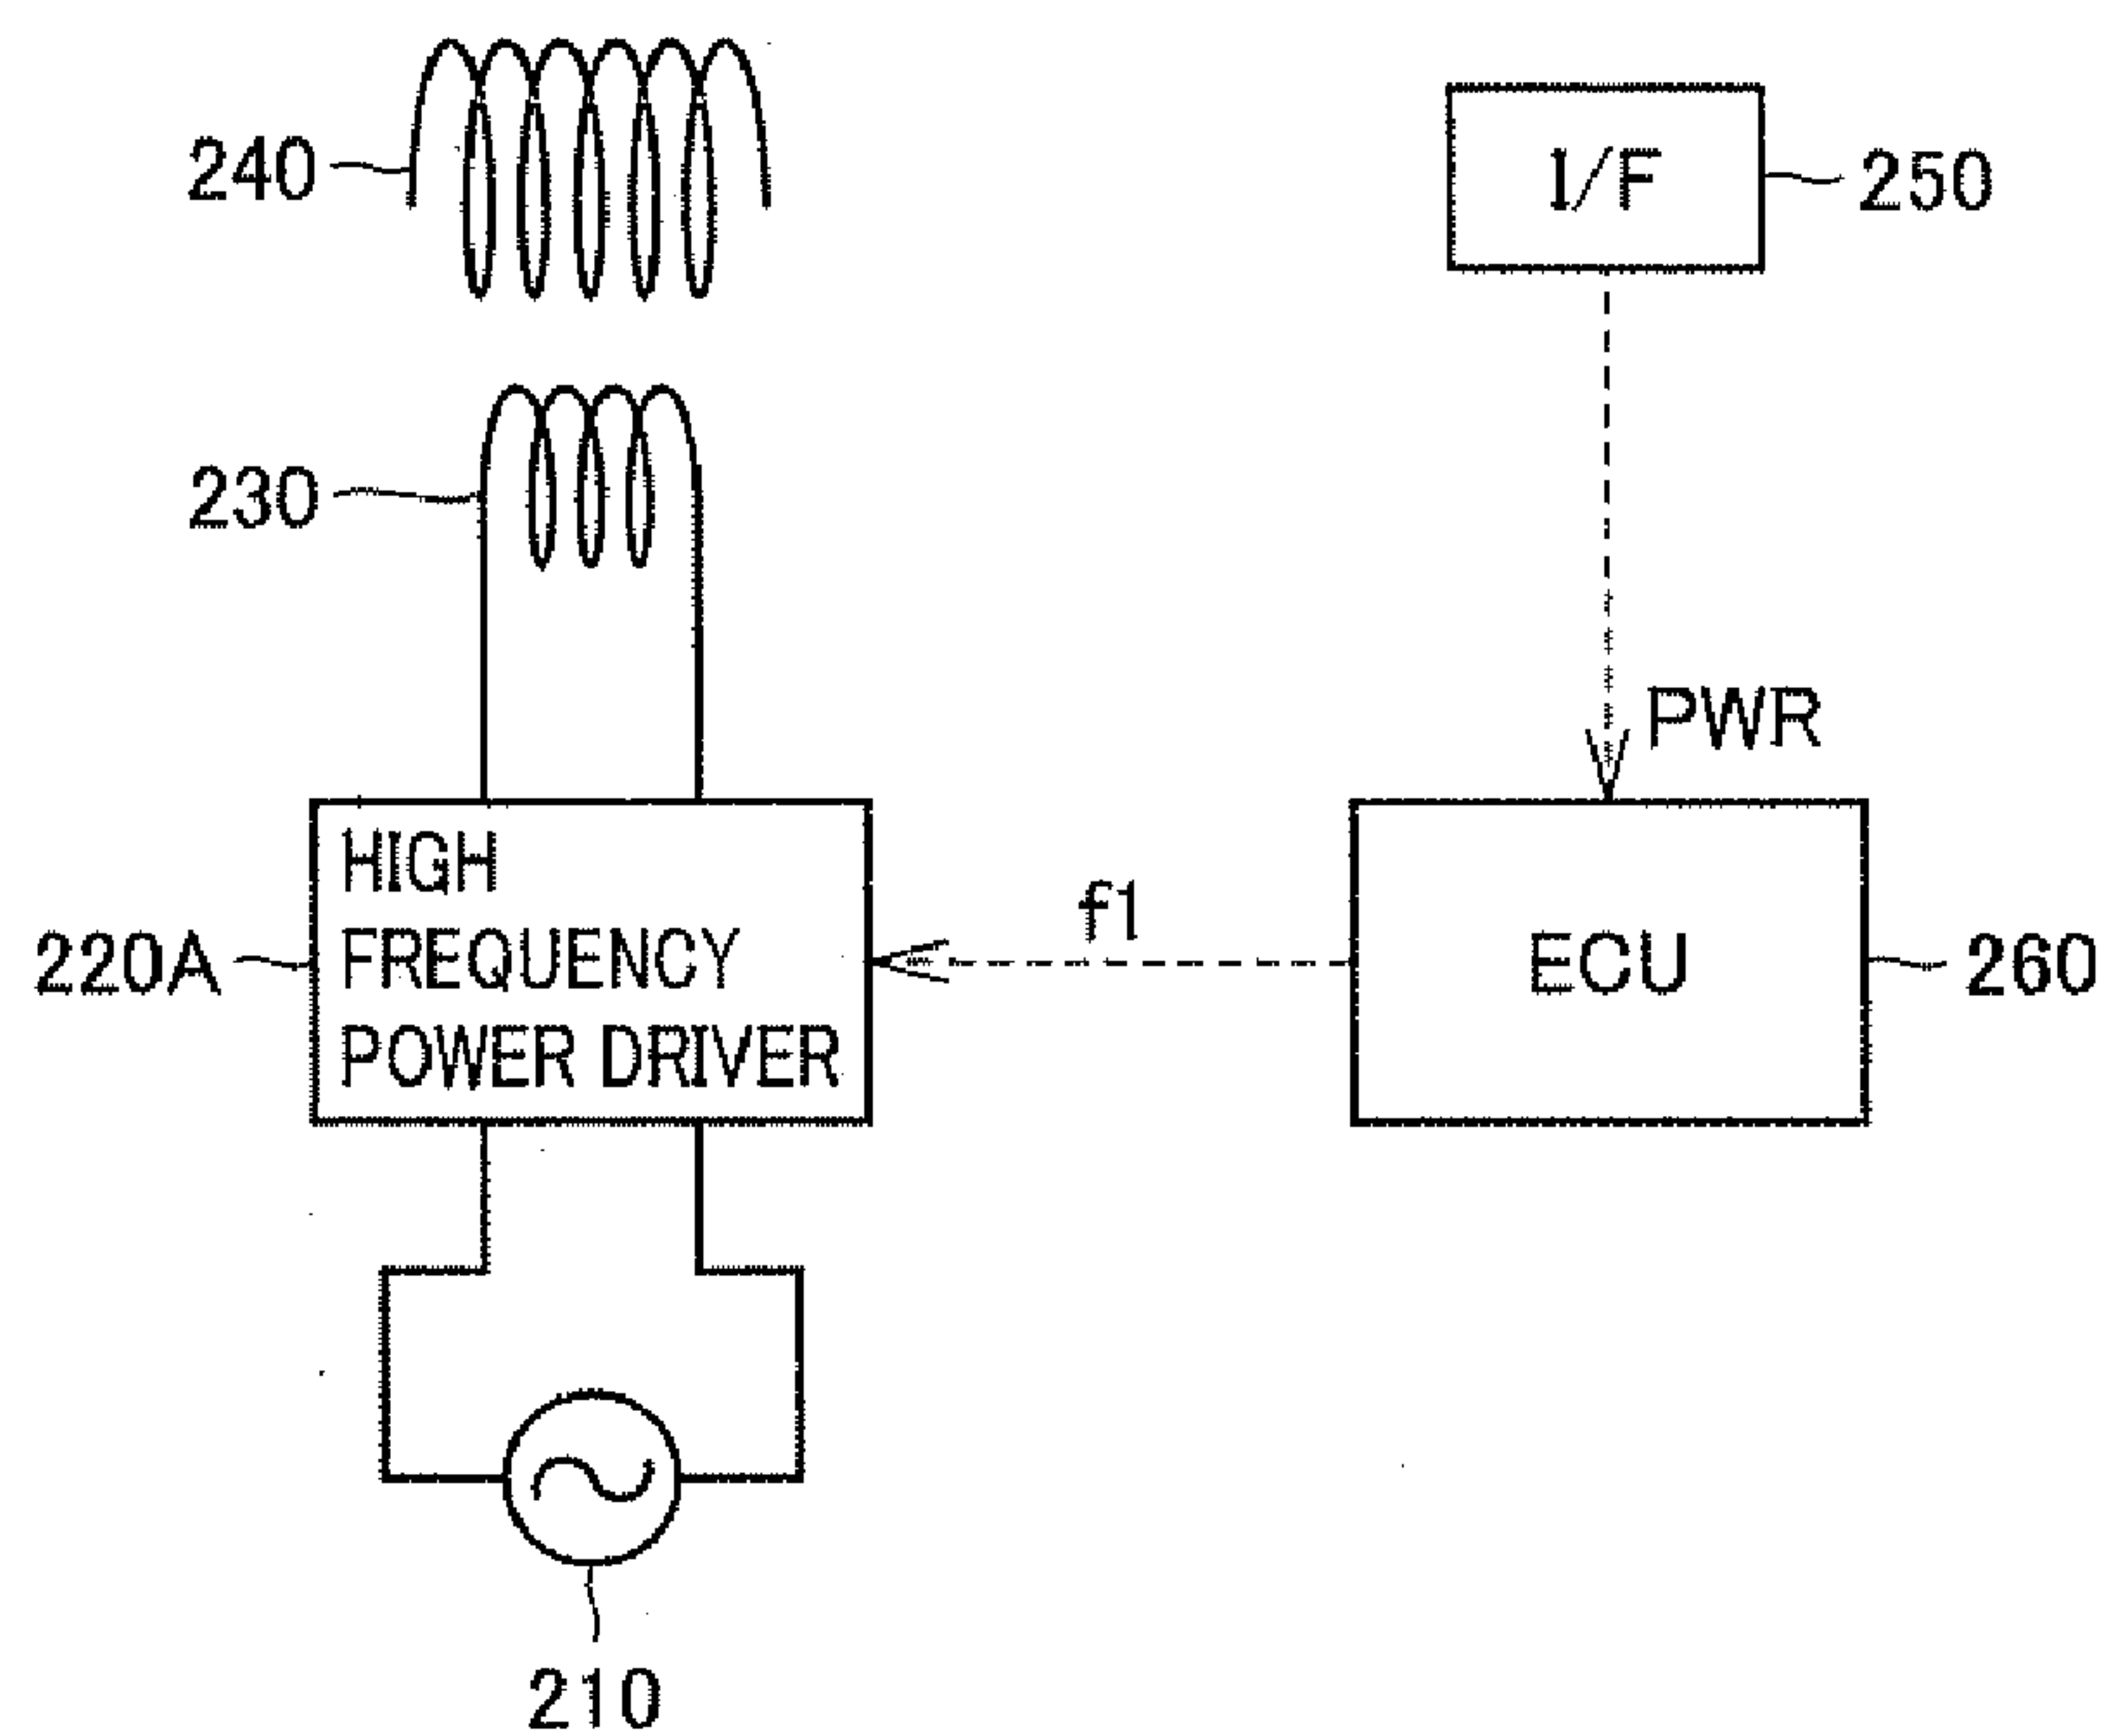 240
I/F
250
230
PWR
HIGH
FREQUENCY
POWER DRIVER
220A
f1
ECU
260
210